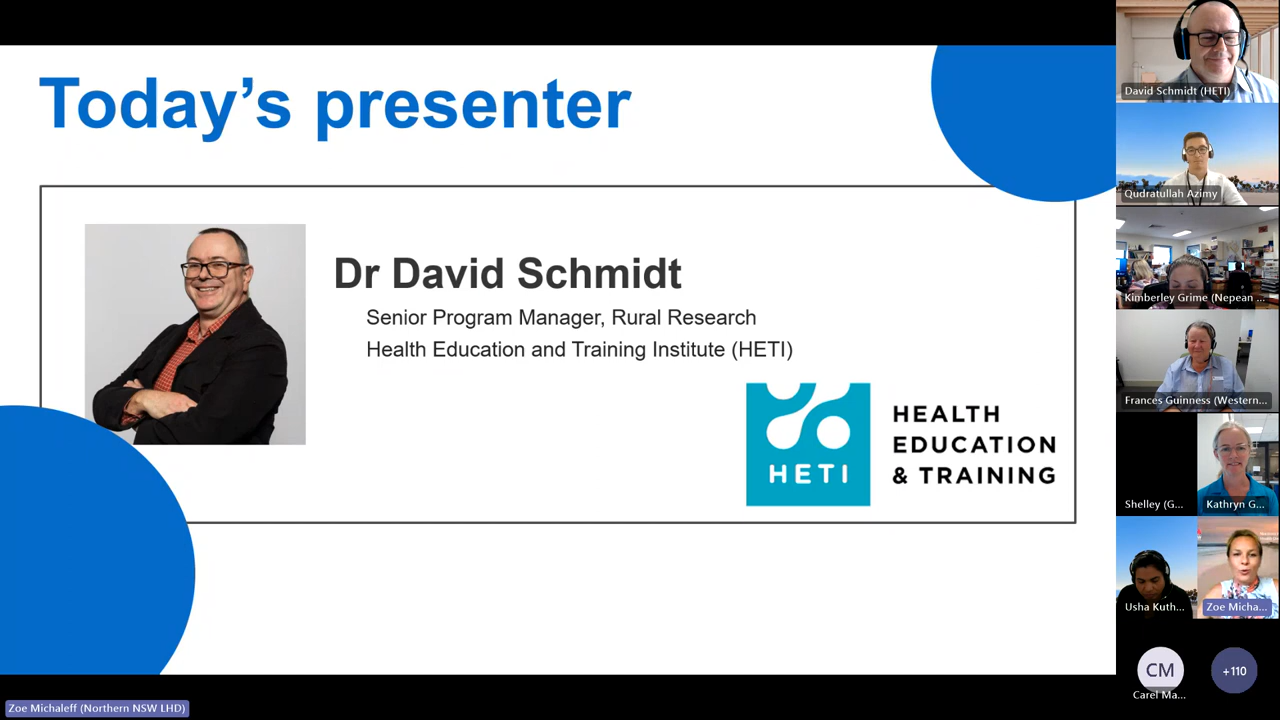 Today's presenter
Dr David Schmidt
Senior Program Manager, Rural Research
Health Education and Training Institute (HETI)
HETI
HEALTH
EDUCATION
& TRAINING
David Schmidt (HETI)
Qudratullah Azimy
Kimberley Grime (Nepean ...
Frances Guinness (Western...
Shelley (G...
Kathryn G...
Usha Kuth...
Zoe Micha...
CM
Carel Ma...
+110
Zoe Michaleff (Northern NSW LHD)